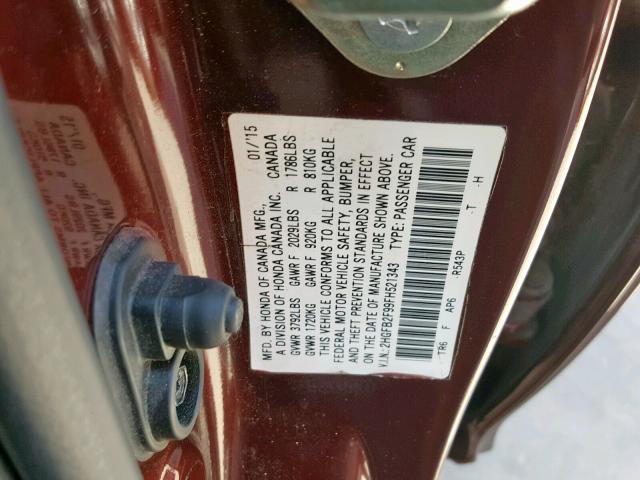 MFD. BY HONDA OF CANADA MFG., 01/'15
A DIVISION OF HONDA CANADA INC. CANADA
GVWR 3792LBS GAWR F 2029LBS R 1786LBS
GVWR 1720KG GAWR F 920KG R 810KG
THIS VEHICLE CONFORMS TO ALL APPLICABLE
FEDERAL MOTOR VEHICLE SAFETY, BUMPER,
AND THEFT PREVENTION STANDARDS IN EFFECT
ON THE DATE OF MANUFACTURE SHOWN ABOVE.
V.I.N.: 2HGFB2F99FH521343 TYPE: PASSENGER CAR
TR6 F AP6 -R543P -T -H